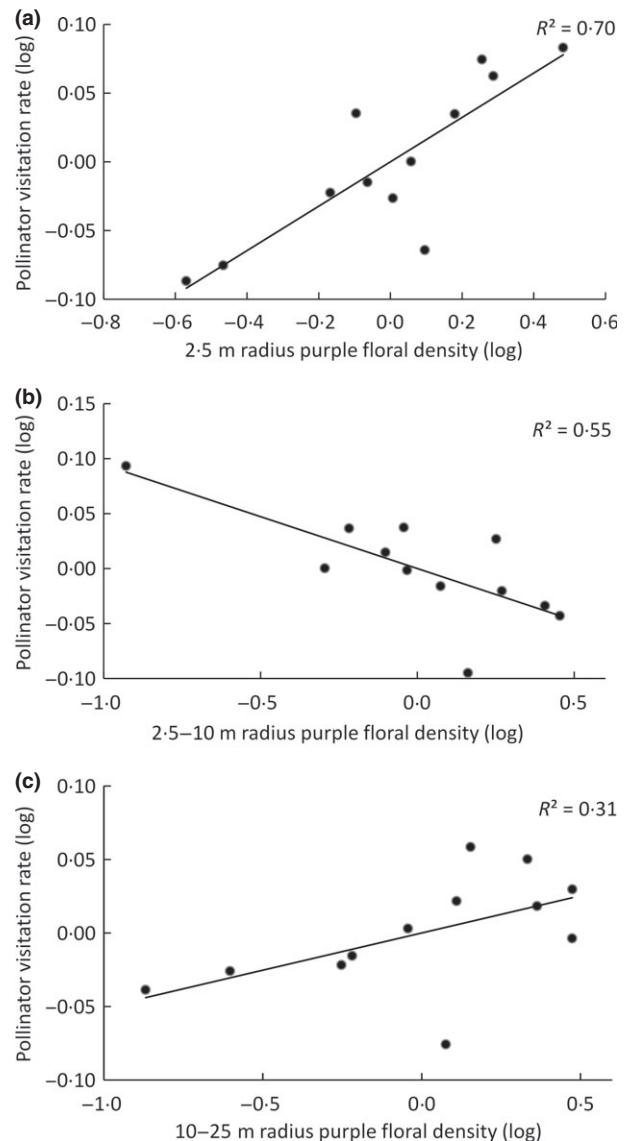 (a)
R² = 0·70
Pollinator visitation rate (log)
0·10
0·05
0·00
–0·05
–0·10
–0·8 –0·6 –0·4 –0·2 0·0 0·2 0·4 0·6
2·5 m radius purple floral density (log)
(b)
R² = 0·55
Pollinator visitation rate (log)
0·15
0·10
0·05
0·00
–0·05
–0·10
–1·0 –0·5 0·0 0·5
2·5–10 m radius purple floral density (log)
(c)
R² = 0·31
Pollinator visitation rate (log)
0·10
0·05
0·00
–0·05
–0·10
–1·0 –0·5 0·0 0·5
10–25 m radius purple floral density (log)